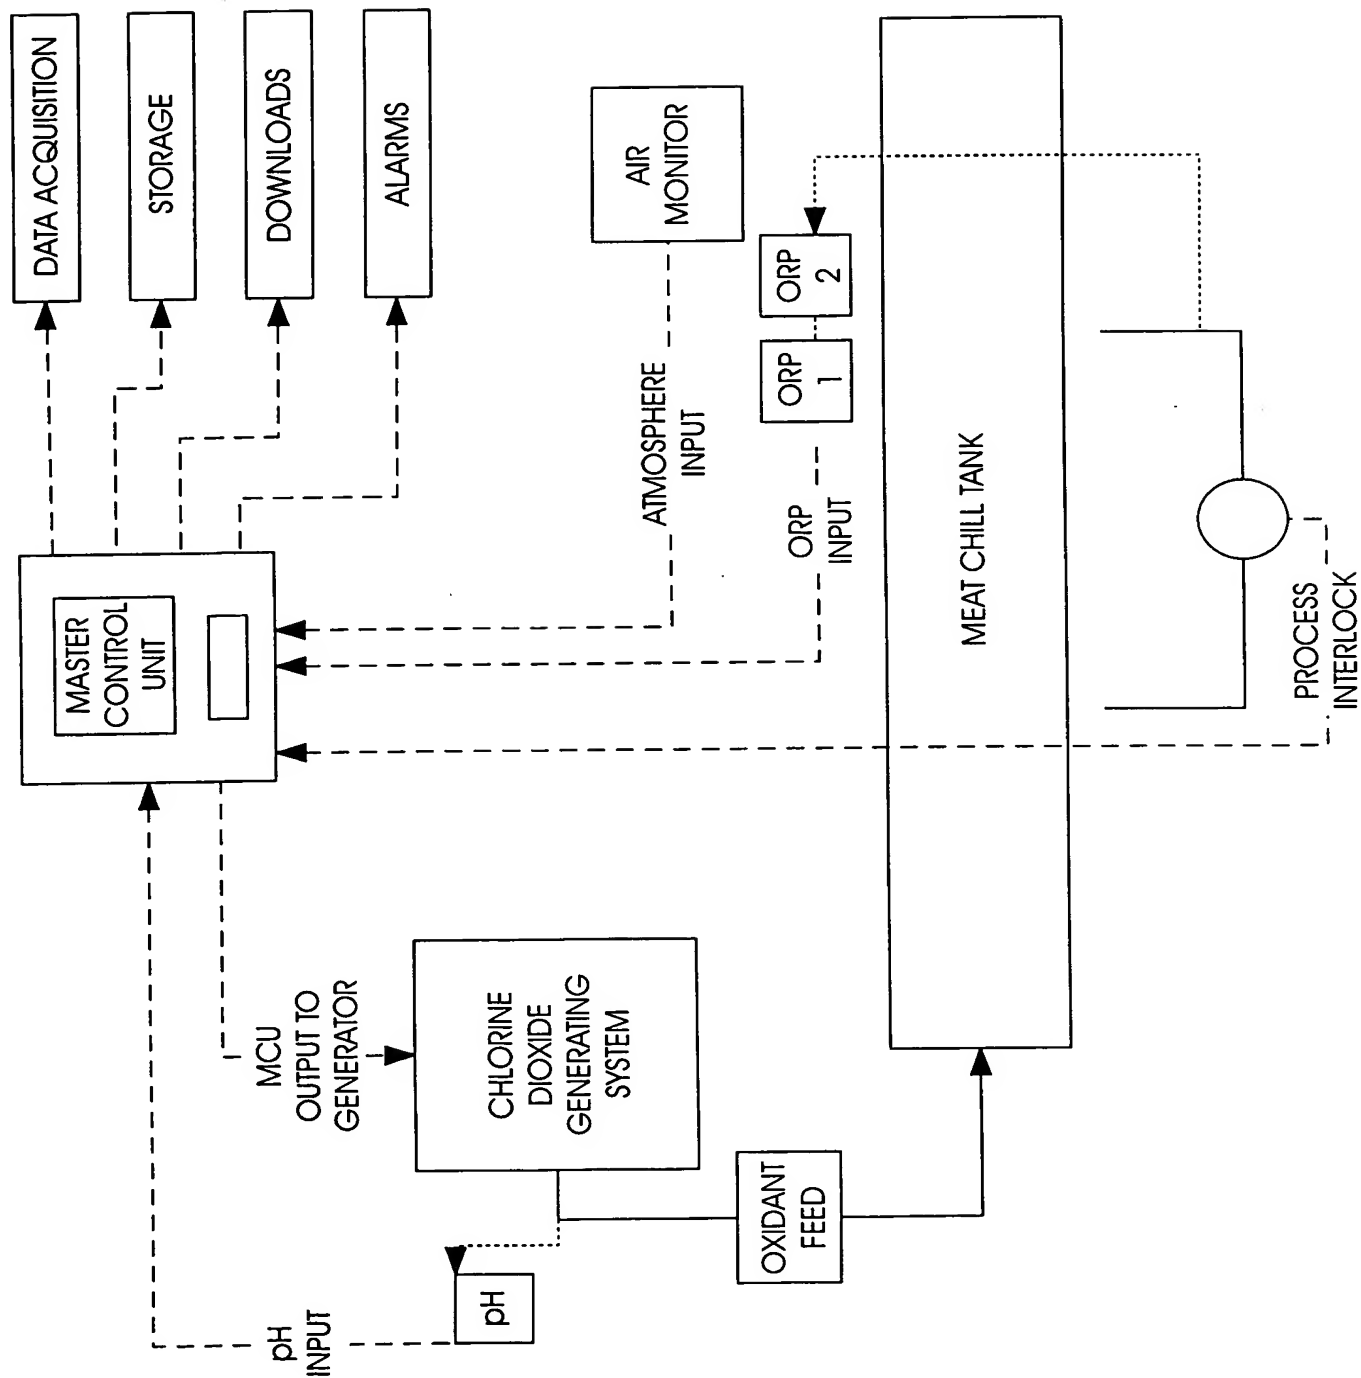 DATA ACQUISITION
STORAGE
DOWNLOADS
ALARMS
MASTER
CONTROL
UNIT
AIR
MONITOR
ATMOSPHERE
INPUT
ORP
1
ORP
2
ORP
INPUT
MEAT CHILL TANK
PROCESS
INTERLOCK
MCU
OUTPUT TO
GENERATOR
CHLORINE
DIOXIDE
GENERATING
SYSTEM
pH
pH
INPUT
OXIDANT
FEED